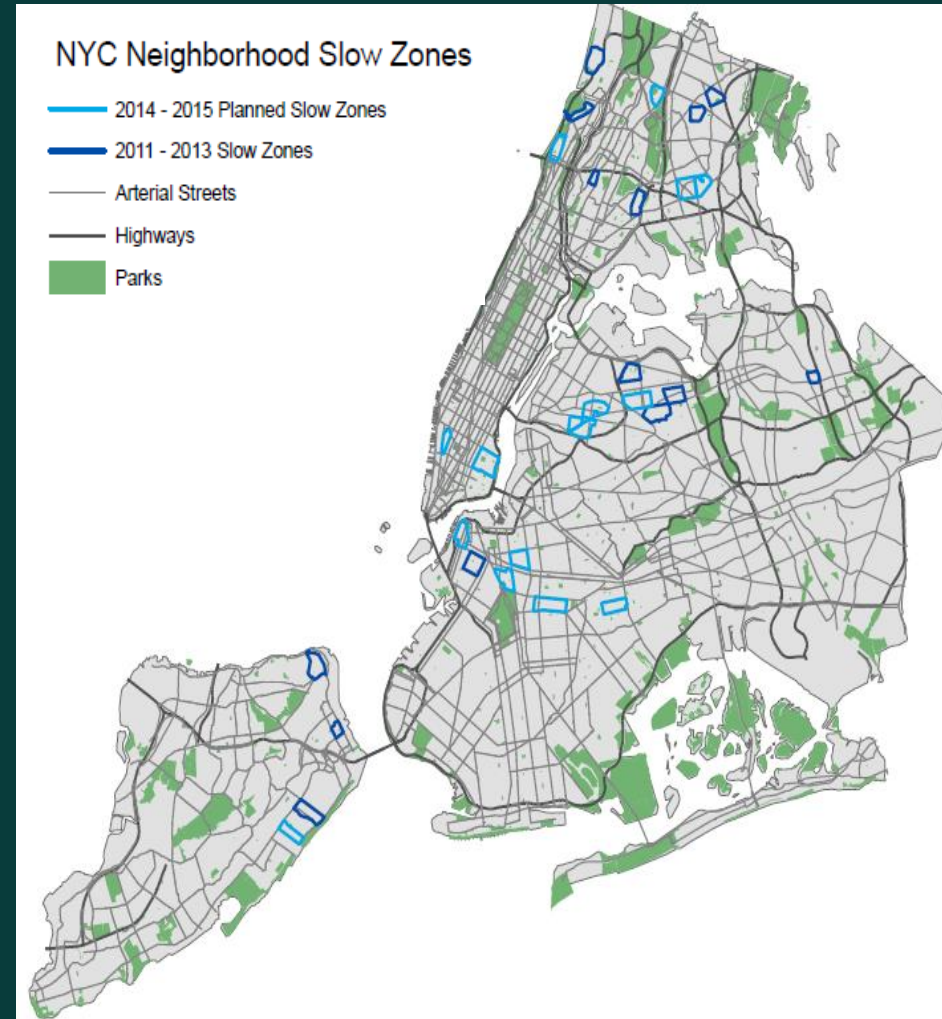 NYC Neighborhood Slow Zones
2014 - 2015 Planned Slow Zones
2011 - 2013 Slow Zones
Arterial Streets
Highways
Parks